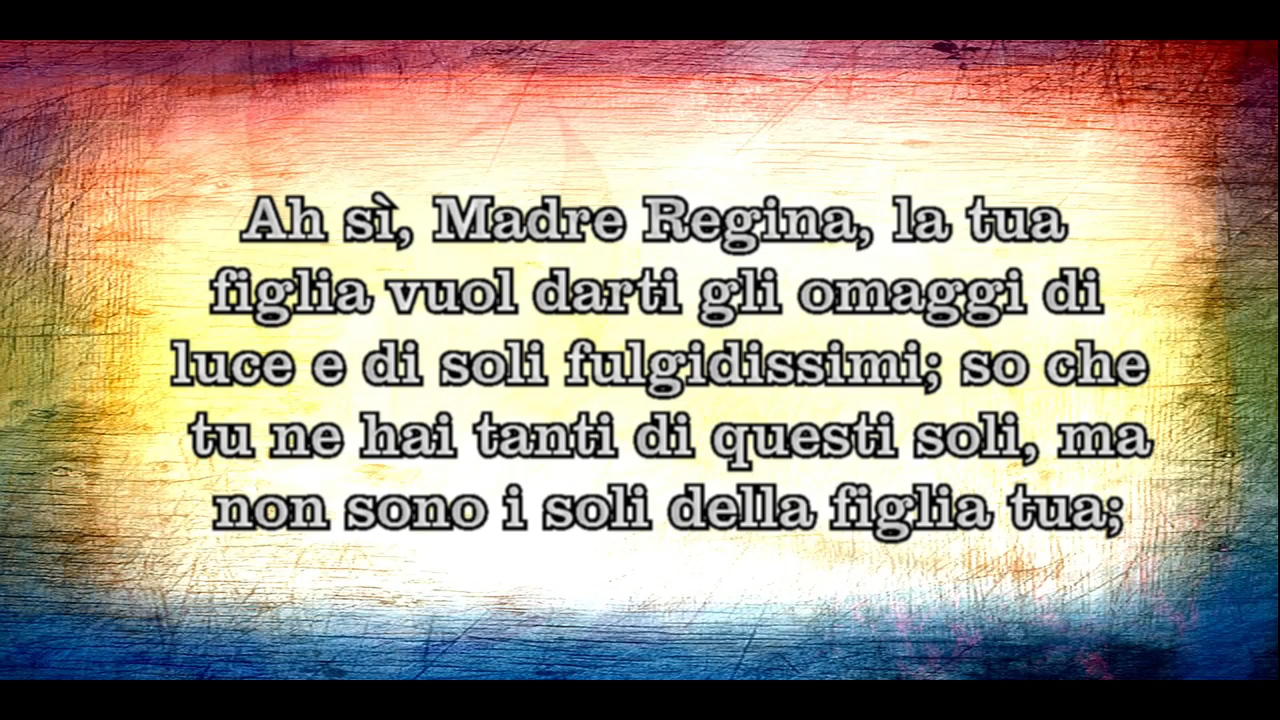 Ah sì, Madre Regina, la tua
figlia vuol darti gli omaggi di
luce e di soli fulgidissimi; so che
tu ne hai tanti di questi soli, ma
non sono i soli della figlia tua;